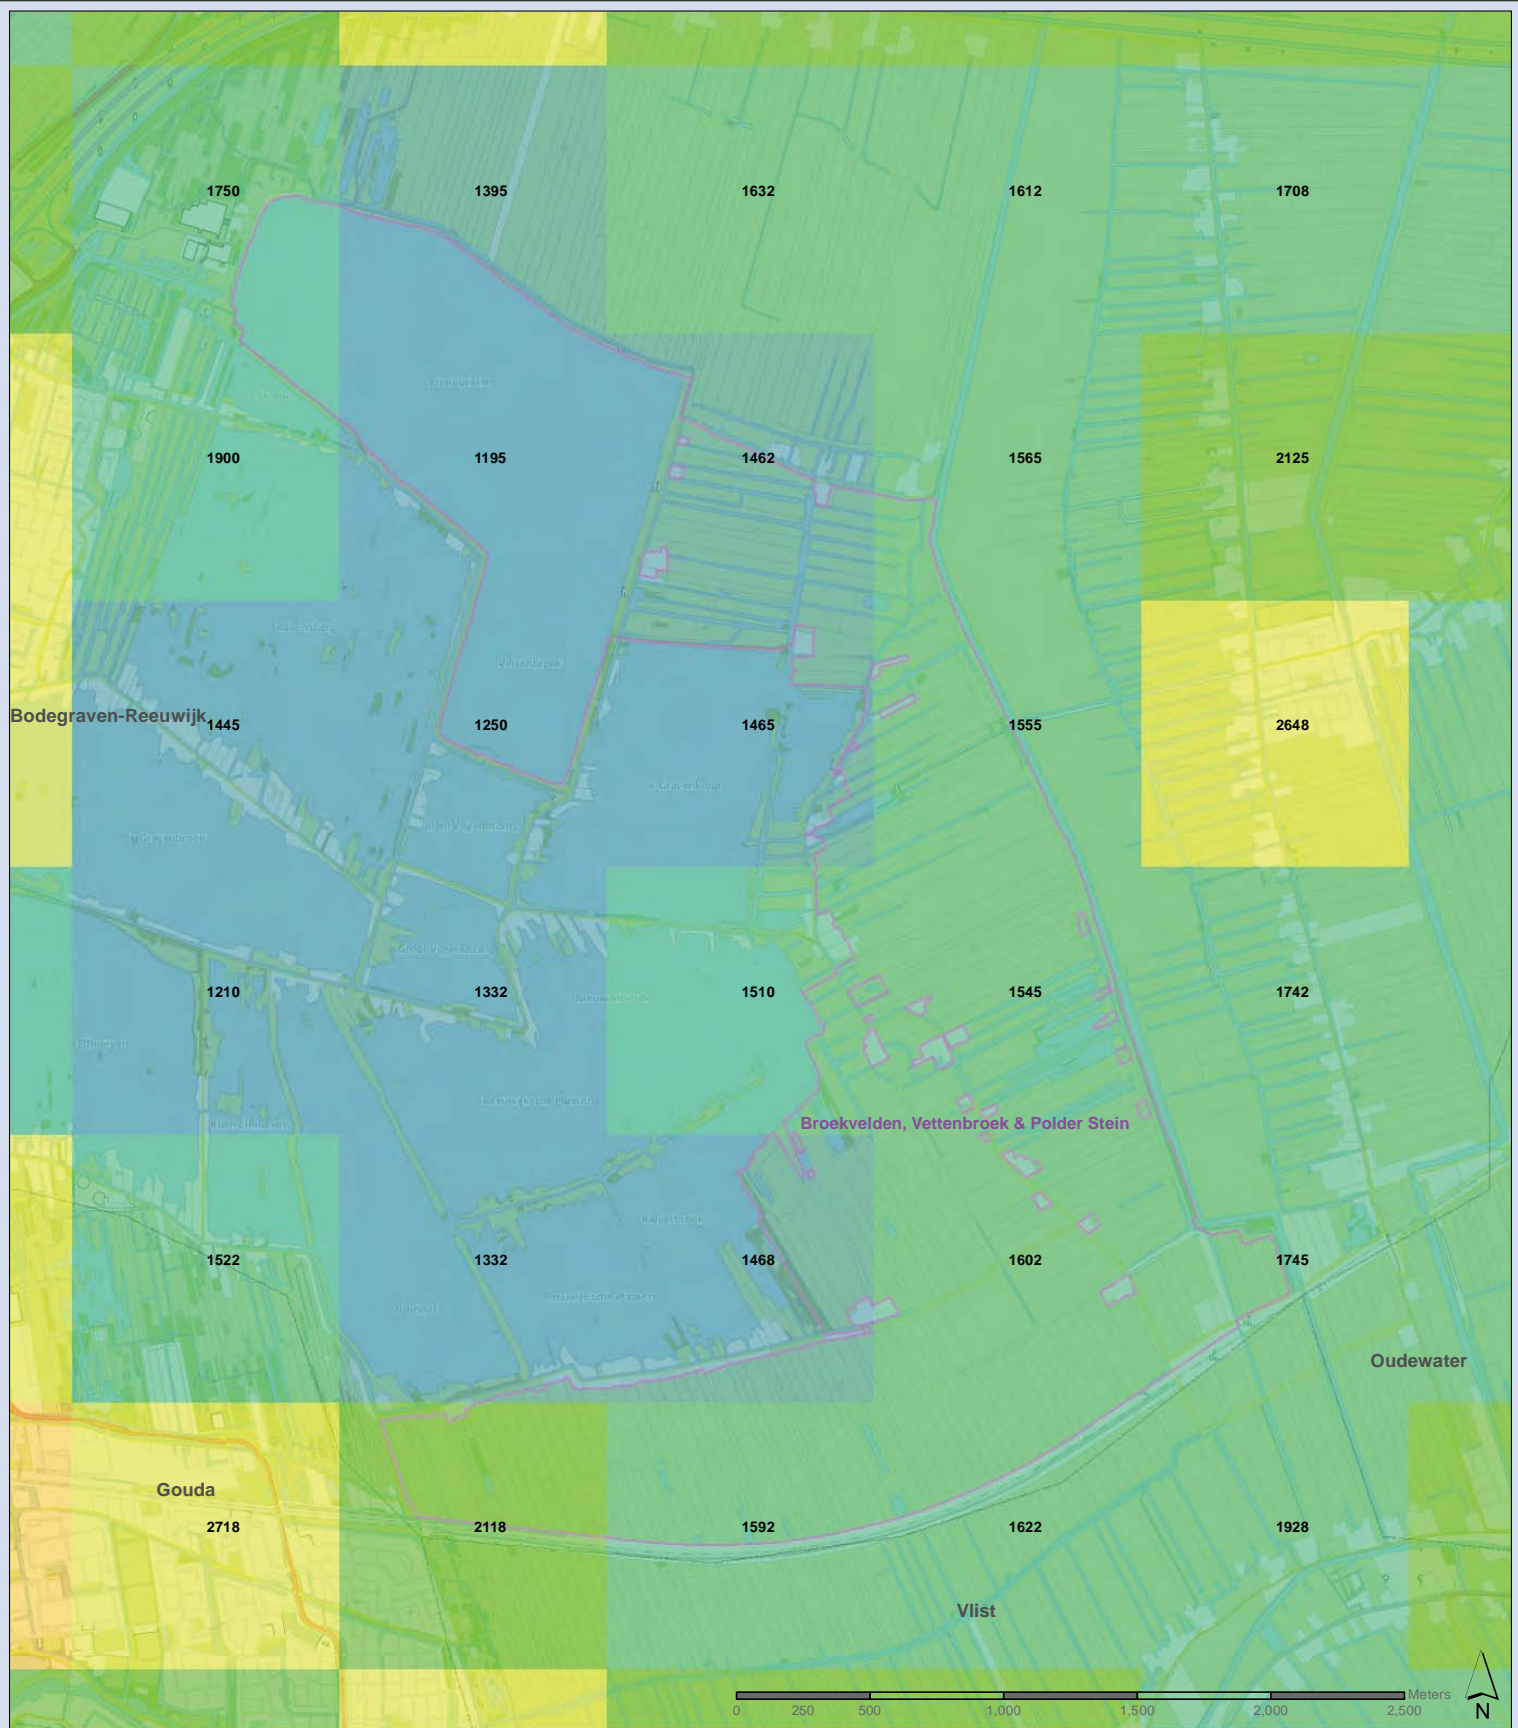 1750 1395 1632 1612 1708
1900 1195 1462 1565 2125
Bodegraven-Reeuwijk
1445 1250 1465 1555 2648
1210 1332 1510 1545 1742
Broekvelden, Vettenbroek & Polder Stein
1522 1332 1468 1602 1745
Oudewater
Gouda
2718 2118 1592 1622 1928
Vlist
Meters
0 250 500 1,000 1,500 2,000 2,500
N